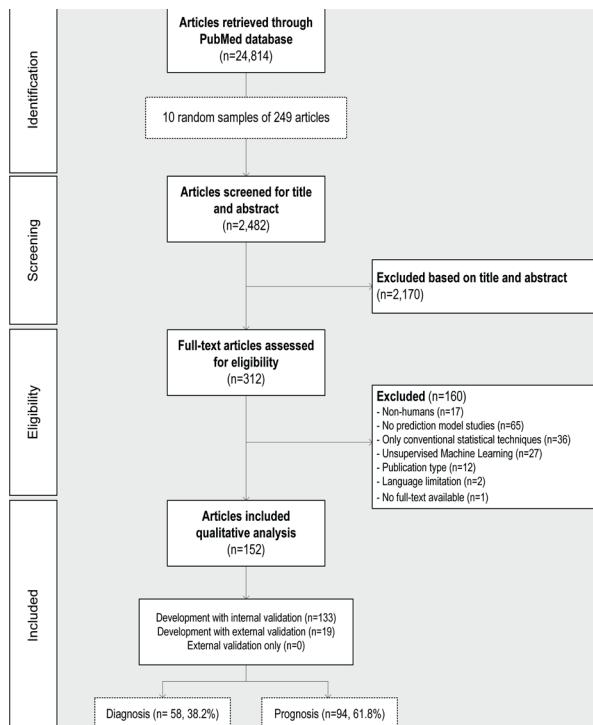 Identification
Articles retrieved through
PubMed database
(n=24,814)
10 random samples of 249 articles
Screening
Articles screened for title
and abstract
(n=2,482)
Excluded based on title and abstract
(n=2,170)
Eligibility
Full-text articles assessed
for eligibility
(n=312)
Excluded (n=160)
- Non-humans (n=17)
- No prediction model studies (n=65)
- Only conventional statistical techniques (n=36)
- Unsupervised Machine Learning (n=27)
- Publication type (n=12)
- Language limitation (n=2)
- No full-text available (n=1)
Included
Articles included
qualitative analysis
(n=152)
Development with internal validation (n=133)
Development with external validation (n=19)
External validation only (n=0)
Diagnosis (n= 58, 38.2%)
Prognosis (n=94, 61.8%)